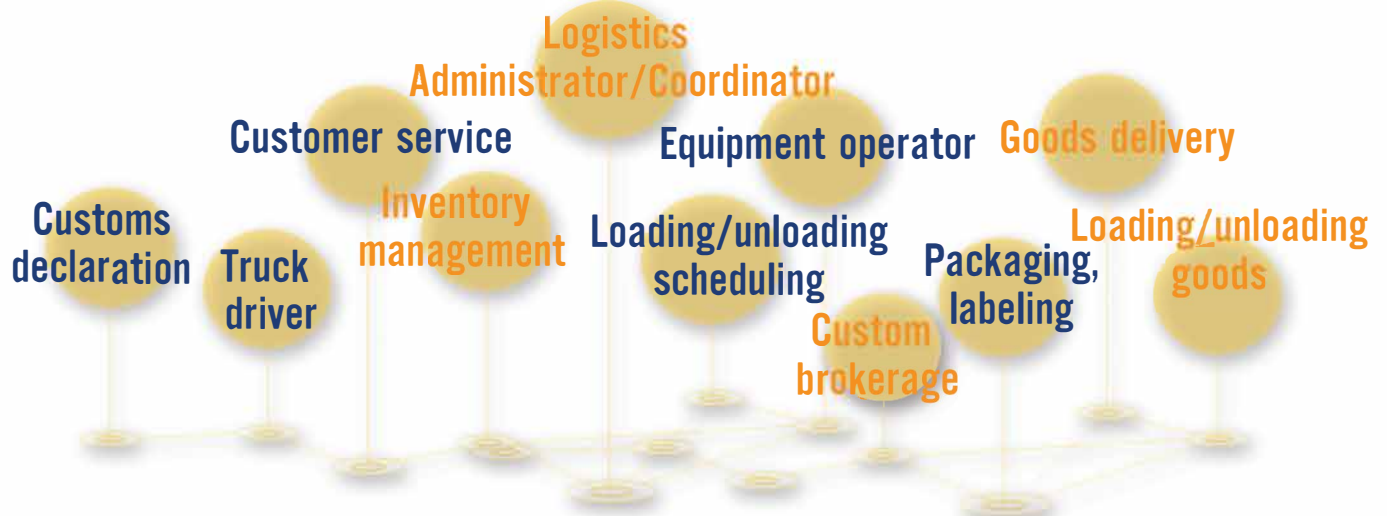 Logistics
Administrator/Coordinator
Customer service
Equipment operator
Goods delivery
Customs
declaration
Truck
driver
Inventory
management
Loading/unloading
scheduling
Packaging,
labeling
Loading/unloading
goods
Custom
brokerage